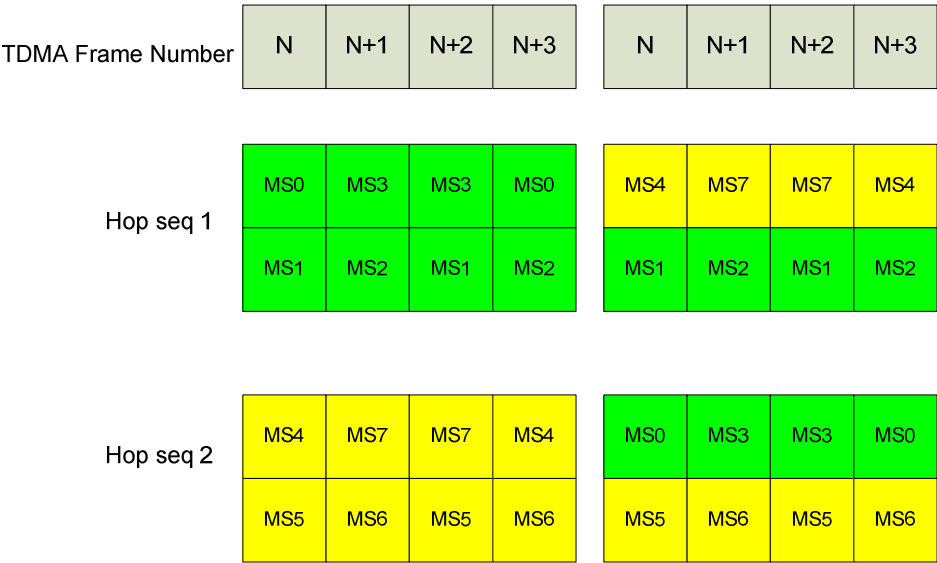 TDMA Frame Number N N+1 N+2 N+3 N N+1 N+2 N+3
MS0 MS3 MS3 MS0 MS4 MS7 MS7 MS4
Hop seq 1
MS1 MS2 MS1 MS2 MS1 MS2 MS1 MS2
MS4 MS7 MS7 MS4 MS0 MS3 MS3 MS0
Hop seq 2
MS5 MS6 MS5 MS6 MS5 MS6 MS5 MS6